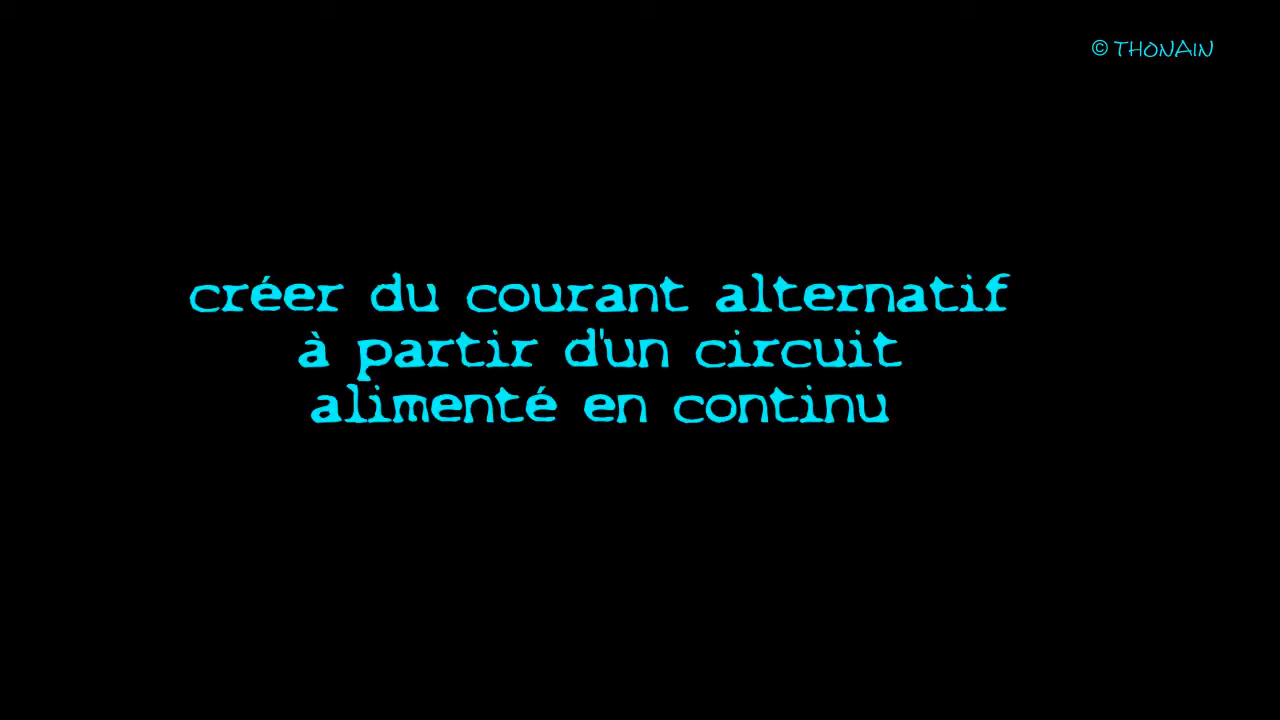 © THONAIN
créer du courant alternatif
à partir d'un circuit
alimenté en continu